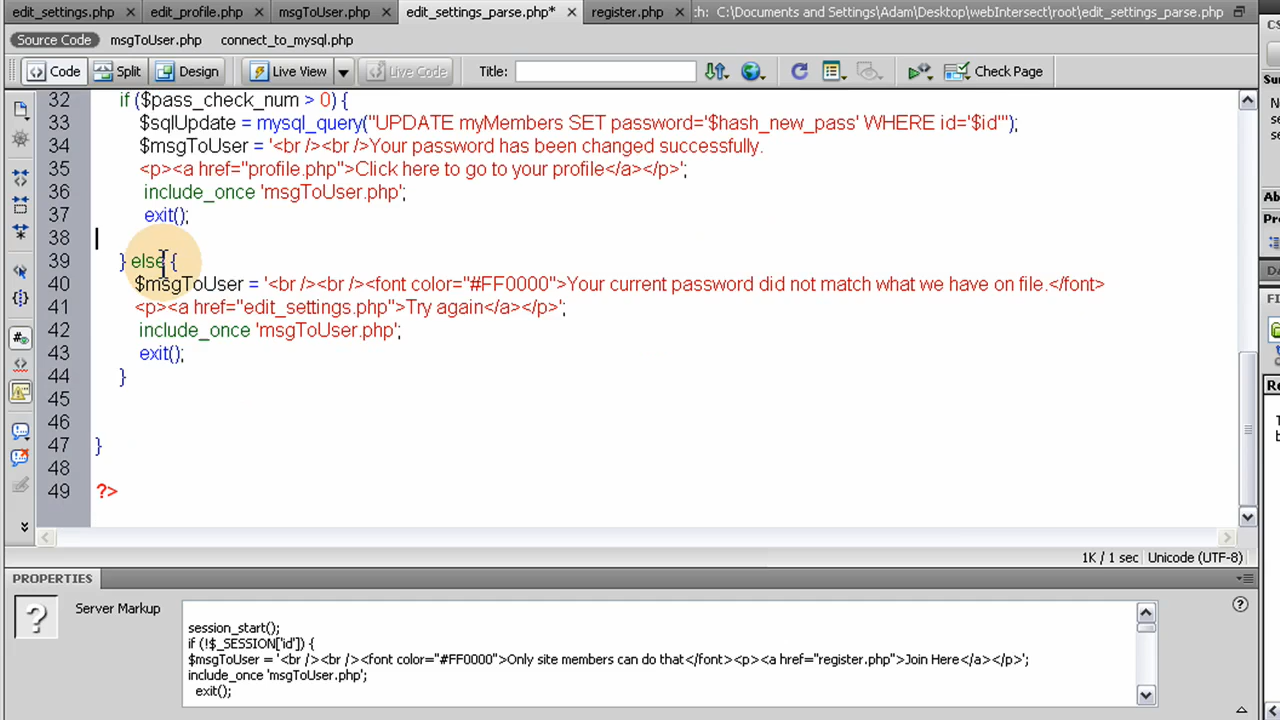 edit_settings.php × edit_profile.php × msgToUser.php × edit_settings_parse.php* × register.php × h: C:\Documents and Settings\Adam\Desktop\webIntersect\root\edit_settings_parse.php
Source Code msgToUser.php connect_to_mysql.php
Code Split Design Live View Live Code Title: Check Page
32 if ($pass_check_num > 0) {
33 $sqlUpdate = mysql_query("UPDATE myMembers SET password='$hash_new_pass' WHERE id='$id'");
34 $msgToUser = '<br /><br />Your password has been changed successfully.
35 <p><a href="profile.php">Click here to go to your profile</a></p>';
36 include_once 'msgToUser.php';
37 exit();
38
39 } else {
40 $msgToUser = '<br /><br /><font color="#FF0000">Your current password did not match what we have on file.</font>
41 <p><a href="edit_settings.php">Try again</a></p>';
42 include_once 'msgToUser.php';
43 exit();
44 }
45
46
47 }
48
49 ?>
1K / 1 sec Unicode (UTF-8)
PROPERTIES
Server Markup
session_start();
if (!$_SESSION['id']) {
$msgToUser = '<br /><br /><font color="#FF0000">Only site members can do that</font><p><a href="register.php">Join Here</a></p>';
include_once 'msgToUser.php';
exit();